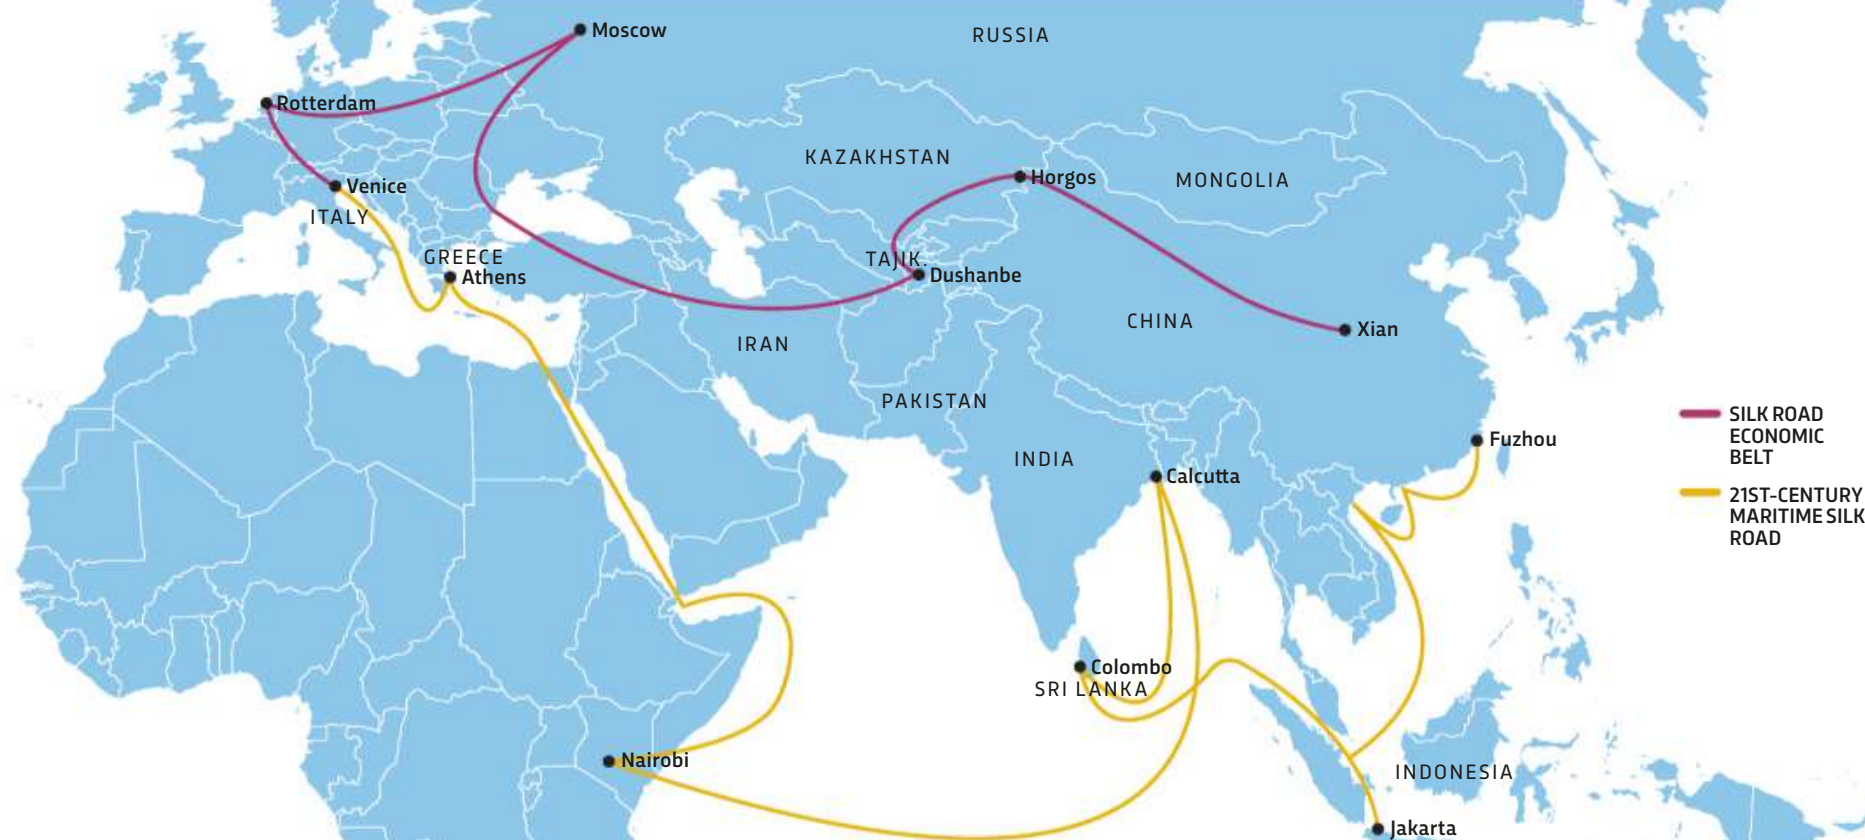 Moscow
RUSSIA
Rotterdam
KAZAKHSTAN
Horgos
MONGOLIA
Venice
ITALY
GREECE
Athens
TAJIK.
Dushanbe
CHINA
Xian
IRAN
PAKISTAN
INDIA
Calcutta
Fuzhou
SILK ROAD
ECONOMIC
BELT
21ST-CENTURY
MARITIME SILK
ROAD
Colombo
SRI LANKA
Nairobi
INDONESIA
Jakarta